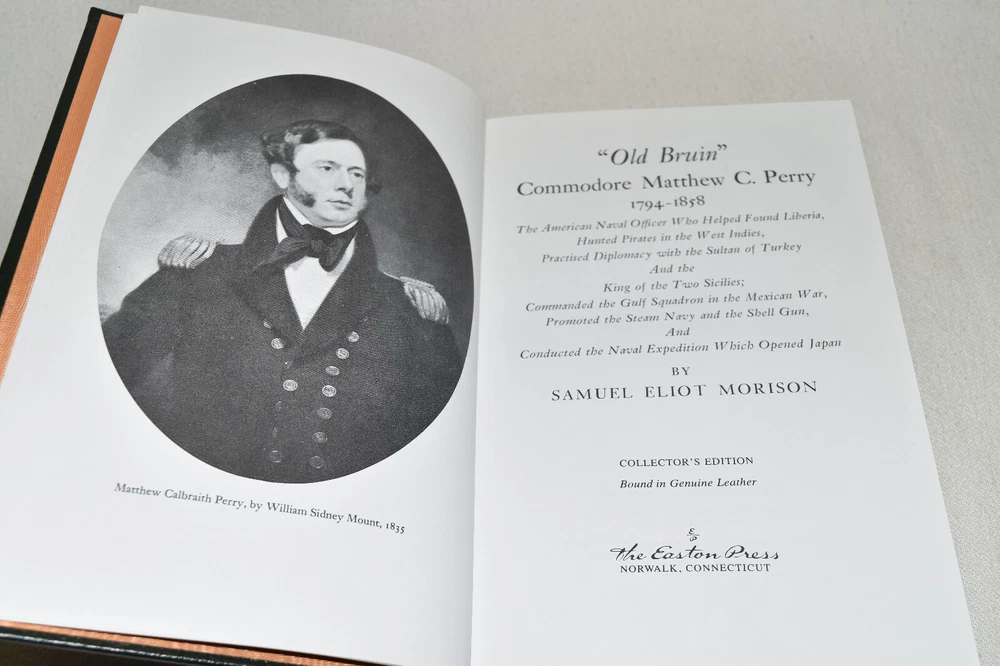 Matthew Calbraith Perry, by William Sidney Mount, 1835
"Old Bruin"
Commodore Matthew C. Perry
1794-1858
The American Naval Officer Who Helped Found Liberia,
Hunted Pirates in the West Indies,
Practised Diplomacy with the Sultan of Turkey
And the
King of the Two Sicilies;
Commanded the Gulf Squadron in the Mexican War,
Promoted the Steam Navy and the Shell Gun,
And
Conducted the Naval Expedition Which Opened Japan
BY
SAMUEL ELIOT MORISON
COLLECTOR'S EDITION
Bound in Genuine Leather
E/P
The Easton Press
NORWALK, CONNECTICUT